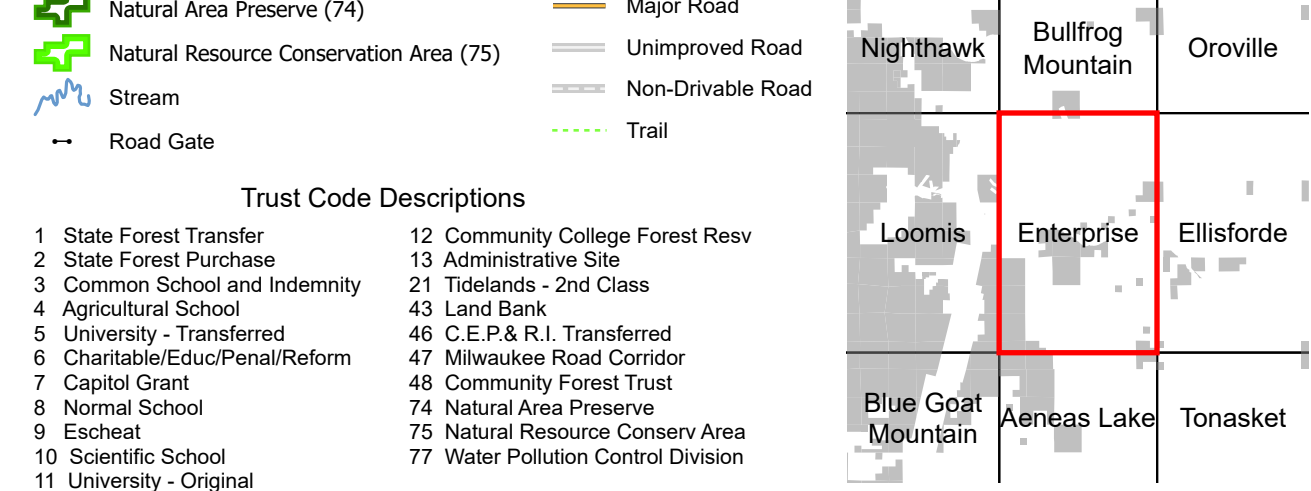 Natural Area Preserve (74)
Natural Resource Conservation Area (75)
Stream
Road Gate
Major Road
Unimproved Road
Non-Drivable Road
Trail
Trust Code Descriptions
1 State Forest Transfer
2 State Forest Purchase
3 Common School and Indemnity
4 Agricultural School
5 University - Transferred
6 Charitable/Educ/Penal/Reform
7 Capitol Grant
8 Normal School
9 Escheat
10 Scientific School
11 University - Original
12 Community College Forest Resv
13 Administrative Site
21 Tidelands - 2nd Class
43 Land Bank
46 C.E.P.& R.I. Transferred
47 Milwaukee Road Corridor
48 Community Forest Trust
74 Natural Area Preserve
75 Natural Resource Conserv Area
77 Water Pollution Control Division
Nighthawk
Bullfrog
Mountain
Oroville
Loomis
Enterprise
Ellisforde
Blue Goat
Mountain
Aeneas Lake
Tonasket